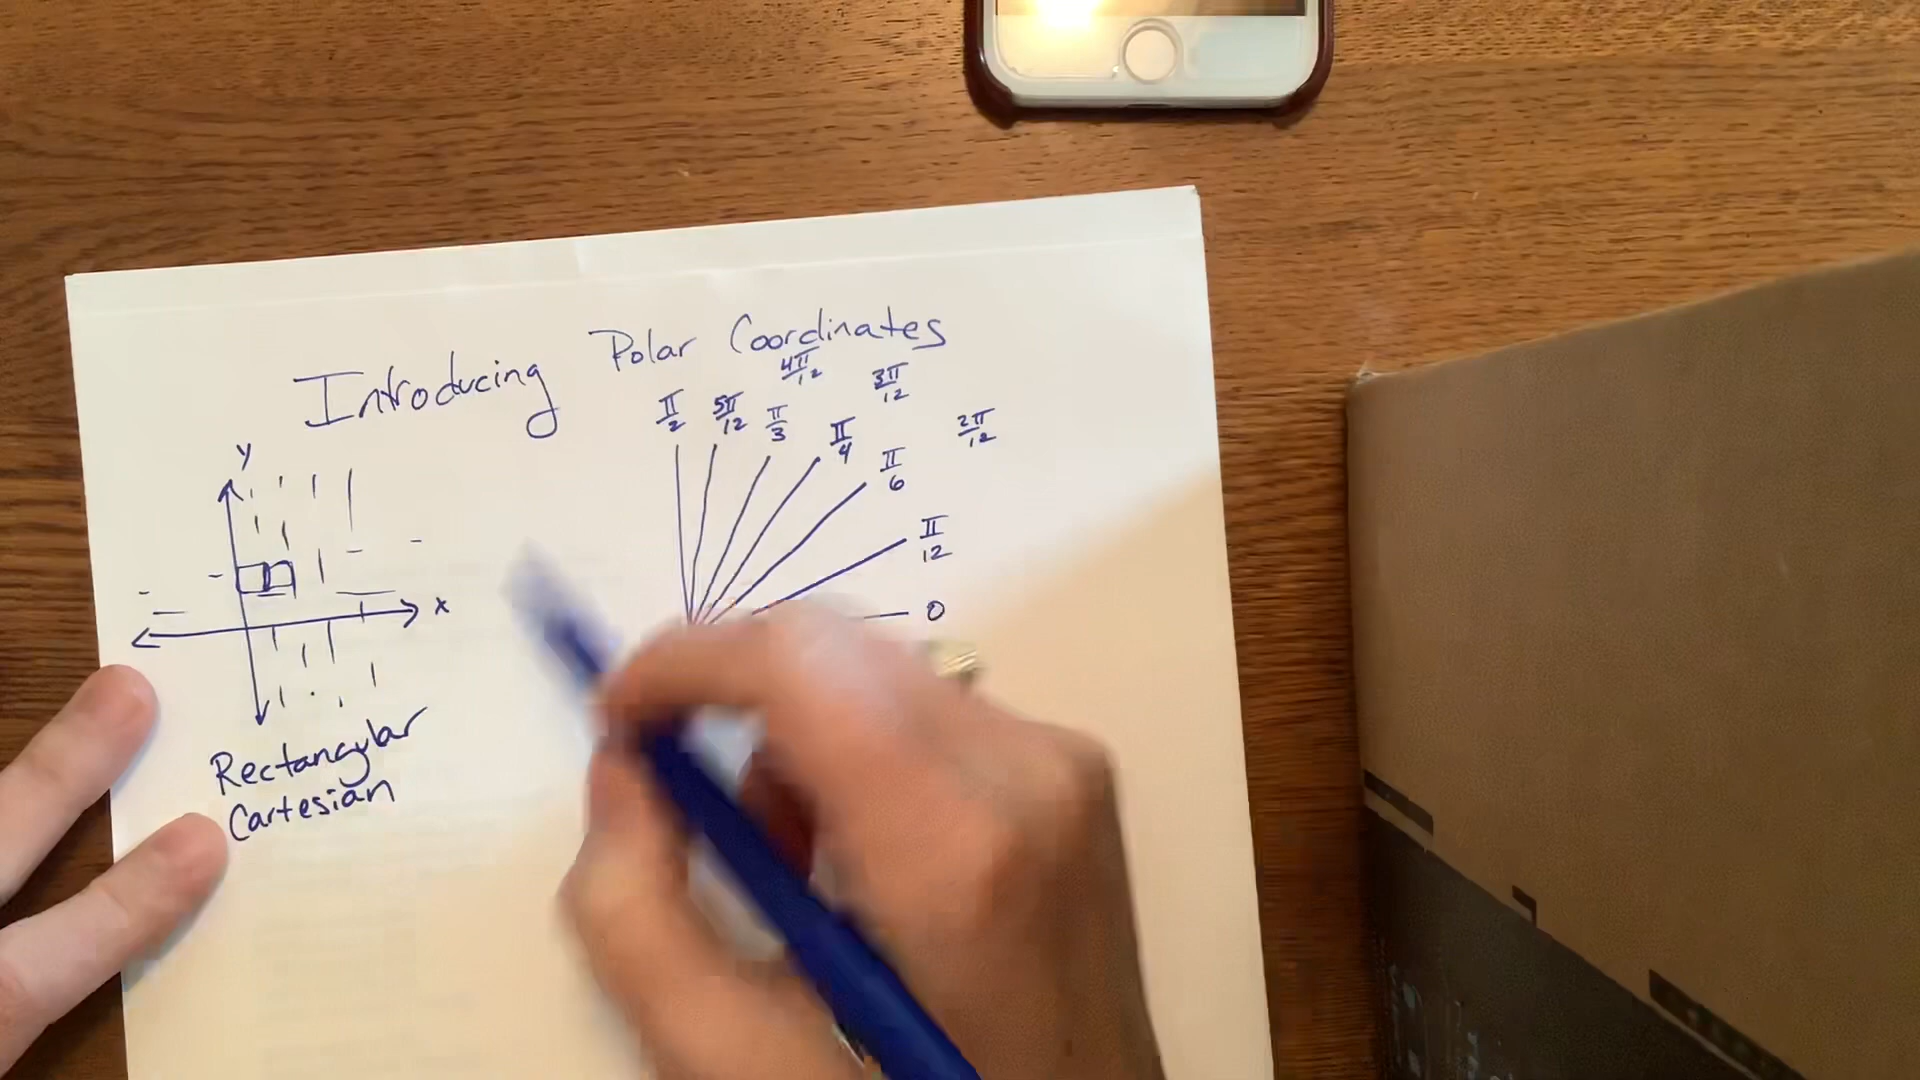 Introducing Polar Coordinates
π/2 5π/12 π/3 4π/12 π/4 3π/12
π/6 2π/12
π/12
0
y
x
Rectangular
Cartesian